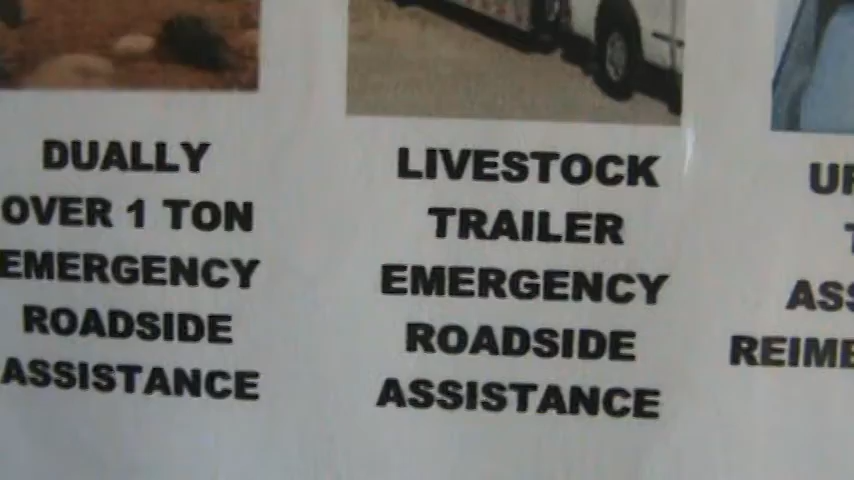 DUALLY
OVER 1 TON
EMERGENCY
ROADSIDE
ASSISTANCE
LIVESTOCK
TRAILER
EMERGENCY
ROADSIDE
ASSISTANCE